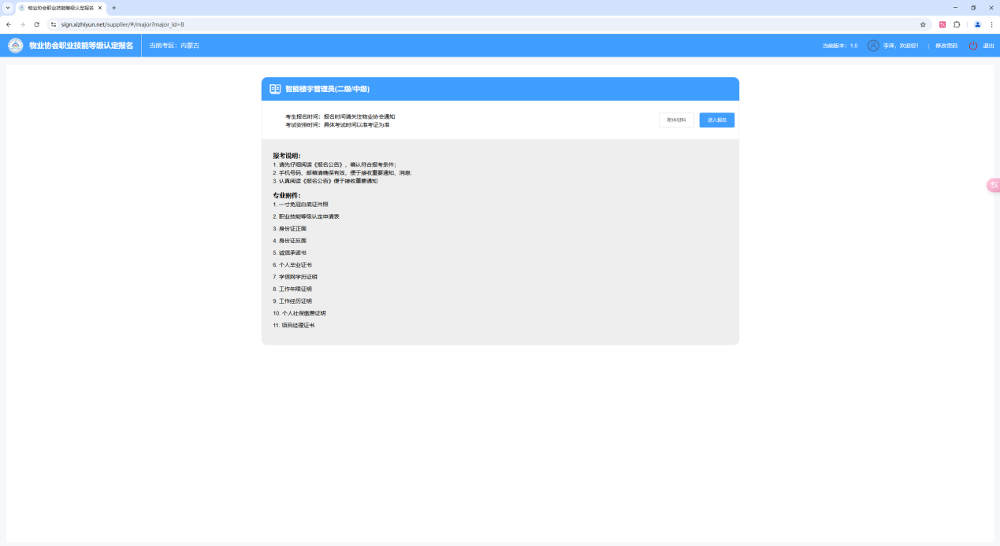 物业协会职业技能等级认定报名
sign.xizhiyun.net/supplier/#/major?major_id=8
物业协会职业技能等级认定报名
当前考区：内蒙古
当前版本：1.0
李泽，欢迎您！
修改密码
退出
智能楼宇管理员(二级/中级)
考生报名时间：报名时间请关注物业协会通知
考试安排时间：具体考试时间以准考证为准
附件材料
进入报名
报考说明：
1. 请先仔细阅读《报名公告》，确认符合报考条件；
2. 手机号码、邮箱请确保有效，便于接收重要通知、消息;
3. 认真阅读《报名公告》便于接收重要通知
专业附件：
1. 一寸免冠白底证件照
2. 职业技能等级认定申请表
3. 身份证正面
4. 身份证反面
5. 诚信承诺书
6. 个人毕业证书
7. 学信网学历证明
8. 工作年限证明
9. 工作经历证明
10. 个人社保缴费证明
11. 项目经理证书